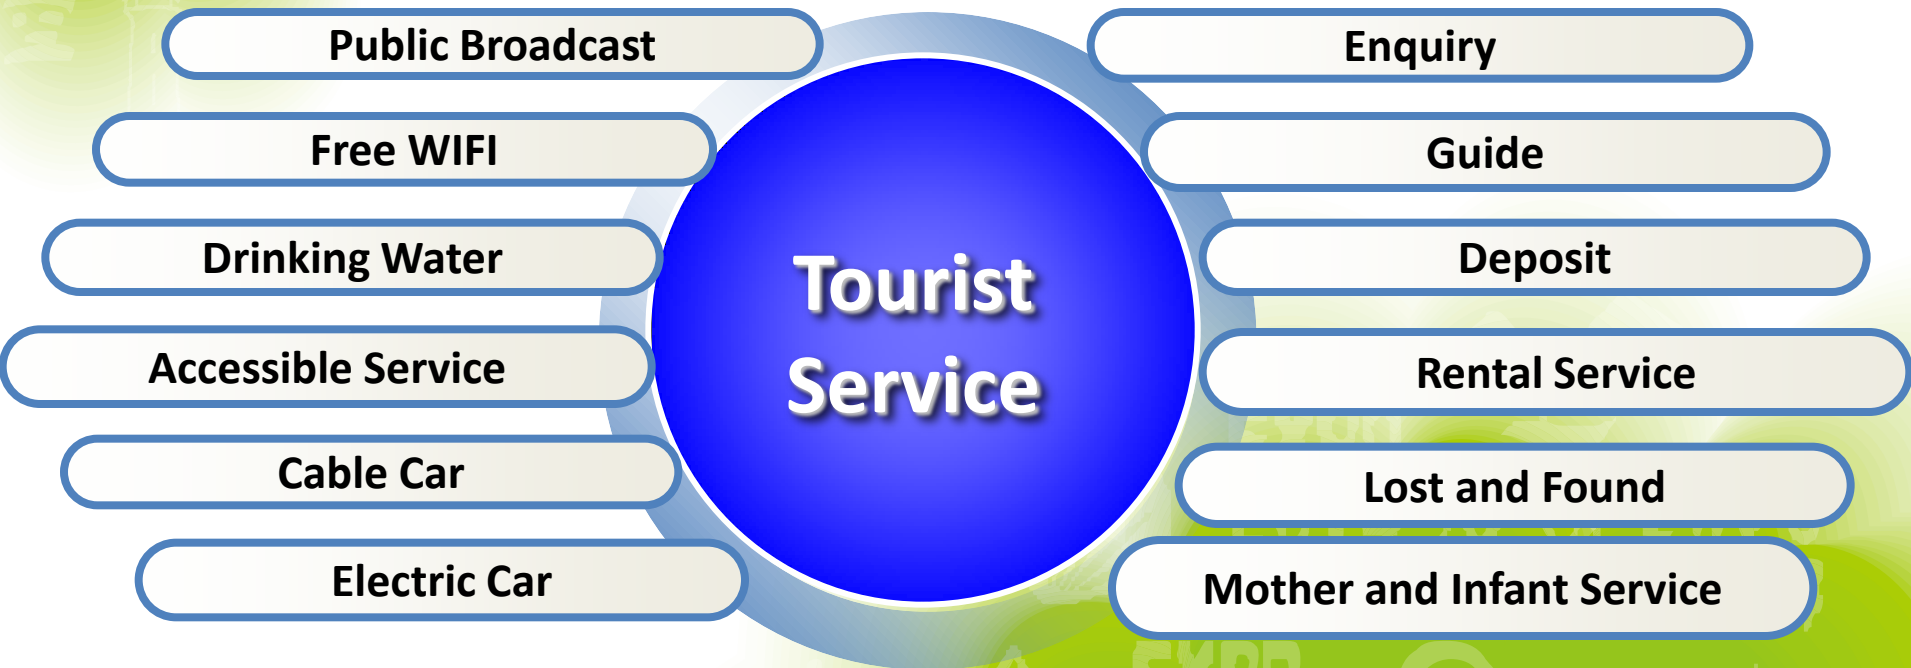 Public Broadcast
Free WIFI
Drinking Water
Accessible Service
Cable Car
Electric Car
Tourist
Service
Enquiry
Guide
Deposit
Rental Service
Lost and Found
Mother and Infant Service